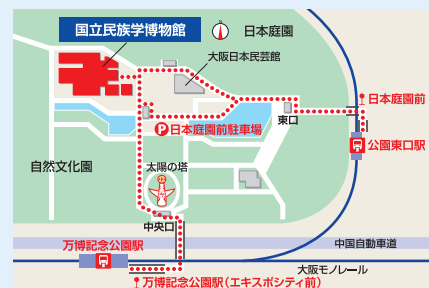 国立民族学博物館
日本庭園
大阪日本民芸館
日本庭園前
東口
P日本庭園前駐車場
公園東口駅
自然文化園
太陽の塔
中央口
万博記念公園駅
中国自動車道
大阪モノレール
万博記念公園駅(エキスポシティ前)